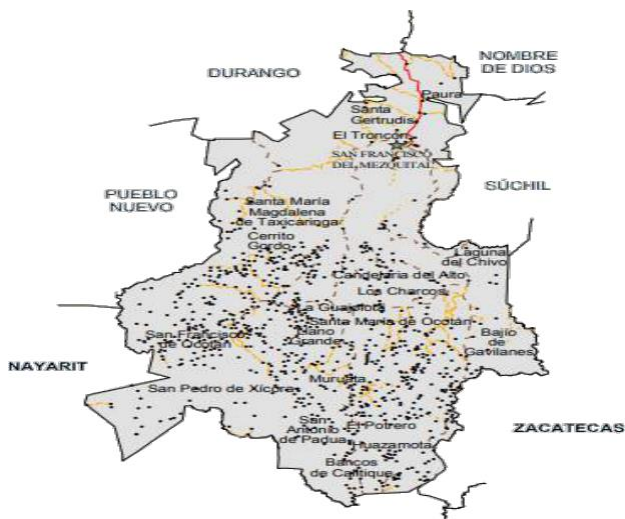 DURANGO
NOMBRE
DE DIOS
Paura
Santa
Gertrudis
El Troncón
SAN FRANCISCO
DEL MEZQUITAL
PUEBLO
NUEVO
SÚCHIL
Santa María
Magdalena
de Taxicaringa
Cerrito
Gordo
Laguna
del Chivo
Candelaria del Alto
Los Charcos
La Guajolota
Santa María de Ocotán
San Francisco
de Ocotán
Llano
Grande
Bajío
de
Gavilanes
NAYARIT
San Pedro de Xícora
Muruata
ZACATECAS
San
Antonio
de Padua
El Potrero
Huazamota
Bancos
de Calítique